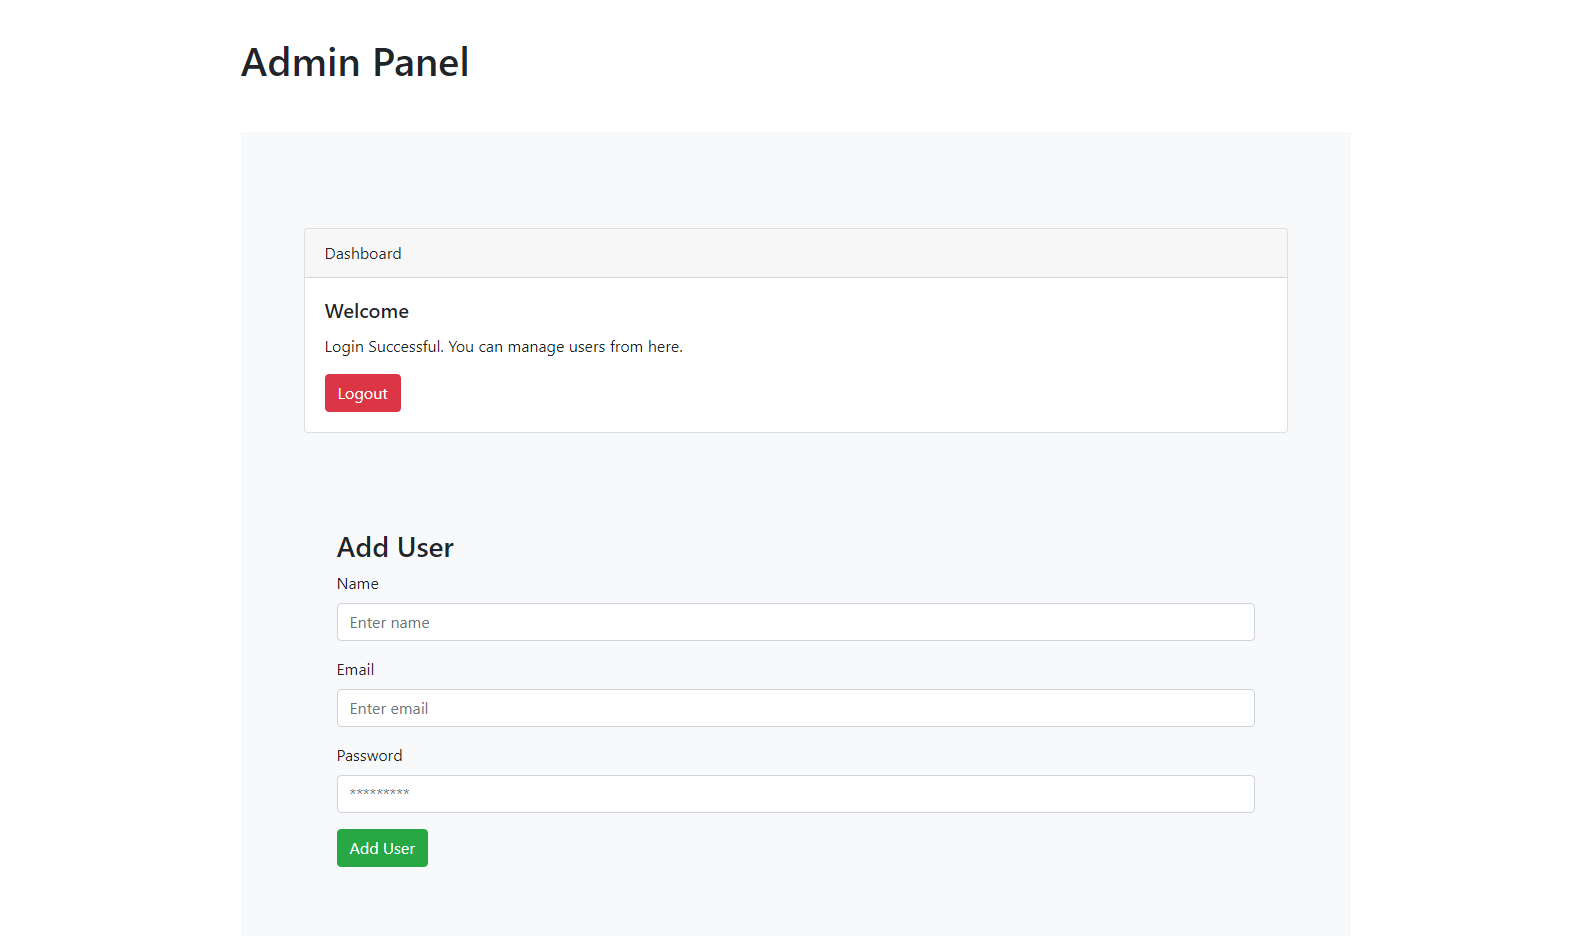 Admin Panel
Dashboard
Welcome
Login Successful. You can manage users from here.
Logout
Add User
Name
Enter name
Email
Enter email
Password
*********
Add User